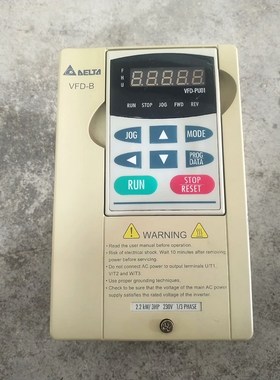 DELTA
VFD-B
F
H
U
VFD-PU01
RUN STOP JOG FWD REV
JOG
MODE
PROG
DATA
RUN
STOP
RESET
WARNING
Read the user manual before operation.
Risk of electrical shock. Wait 10 minutes after removing
power before servicing.
Do not connect AC power to output terminals U/T1,
V/T2 and W/T3.
Use proper grounding techniques.
Check to be sure that the voltage of the main AC power
supply satisfies the rated voltage of the inverter.
2.2 kW/ 3HP 230V 1/3 PHASE